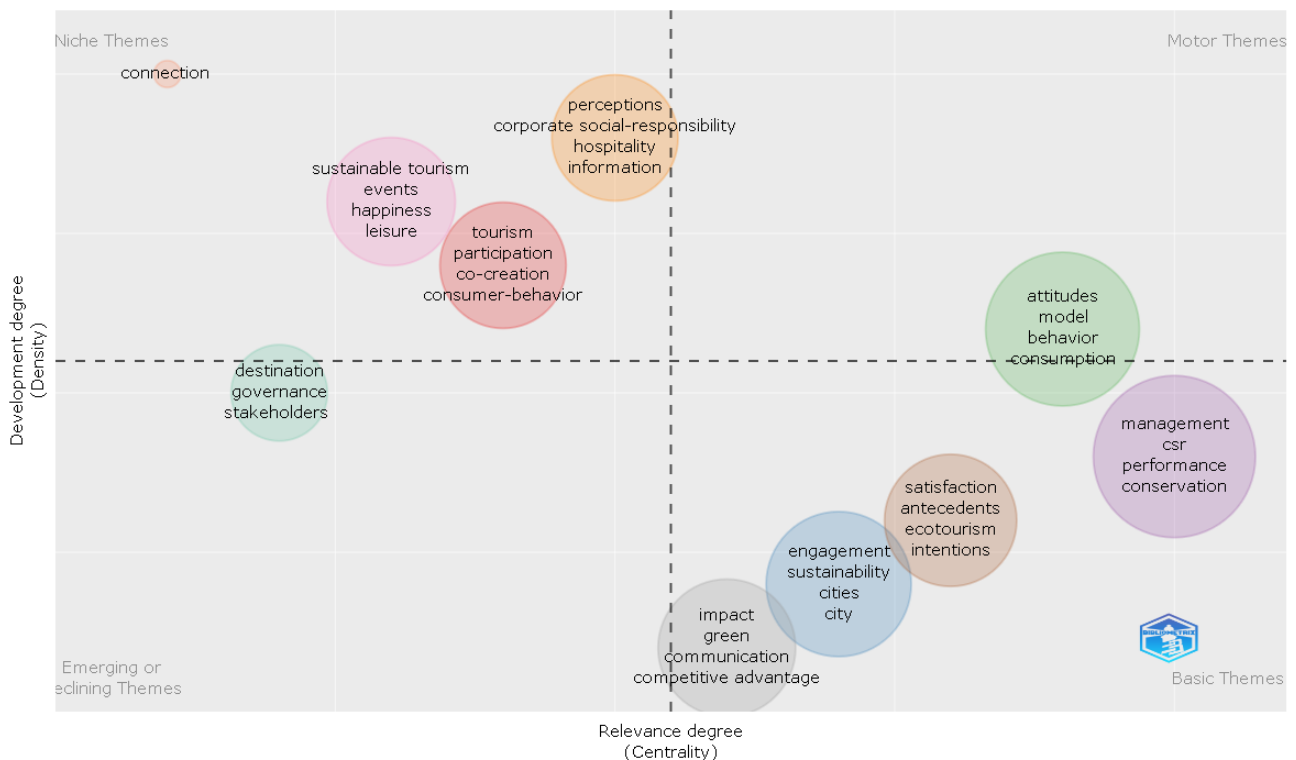 Niche Themes
Motor Themes
connection
perceptions
corporate social-responsibility
hospitality
information
sustainable tourism
events
happiness
leisure
tourism
participation
co-creation
consumer-behavior
attitudes
model
behavior
consumption
destination
governance
stakeholders
management
csr
performance
conservation
satisfaction
antecedents
ecotourism
intentions
engagement
sustainability
cities
city
impact
green
communication
competitive advantage
Development degree
(Density)
BIBLIOMETRIX
Emerging or
eclining Themes
Basic Themes
Relevance degree
(Centrality)